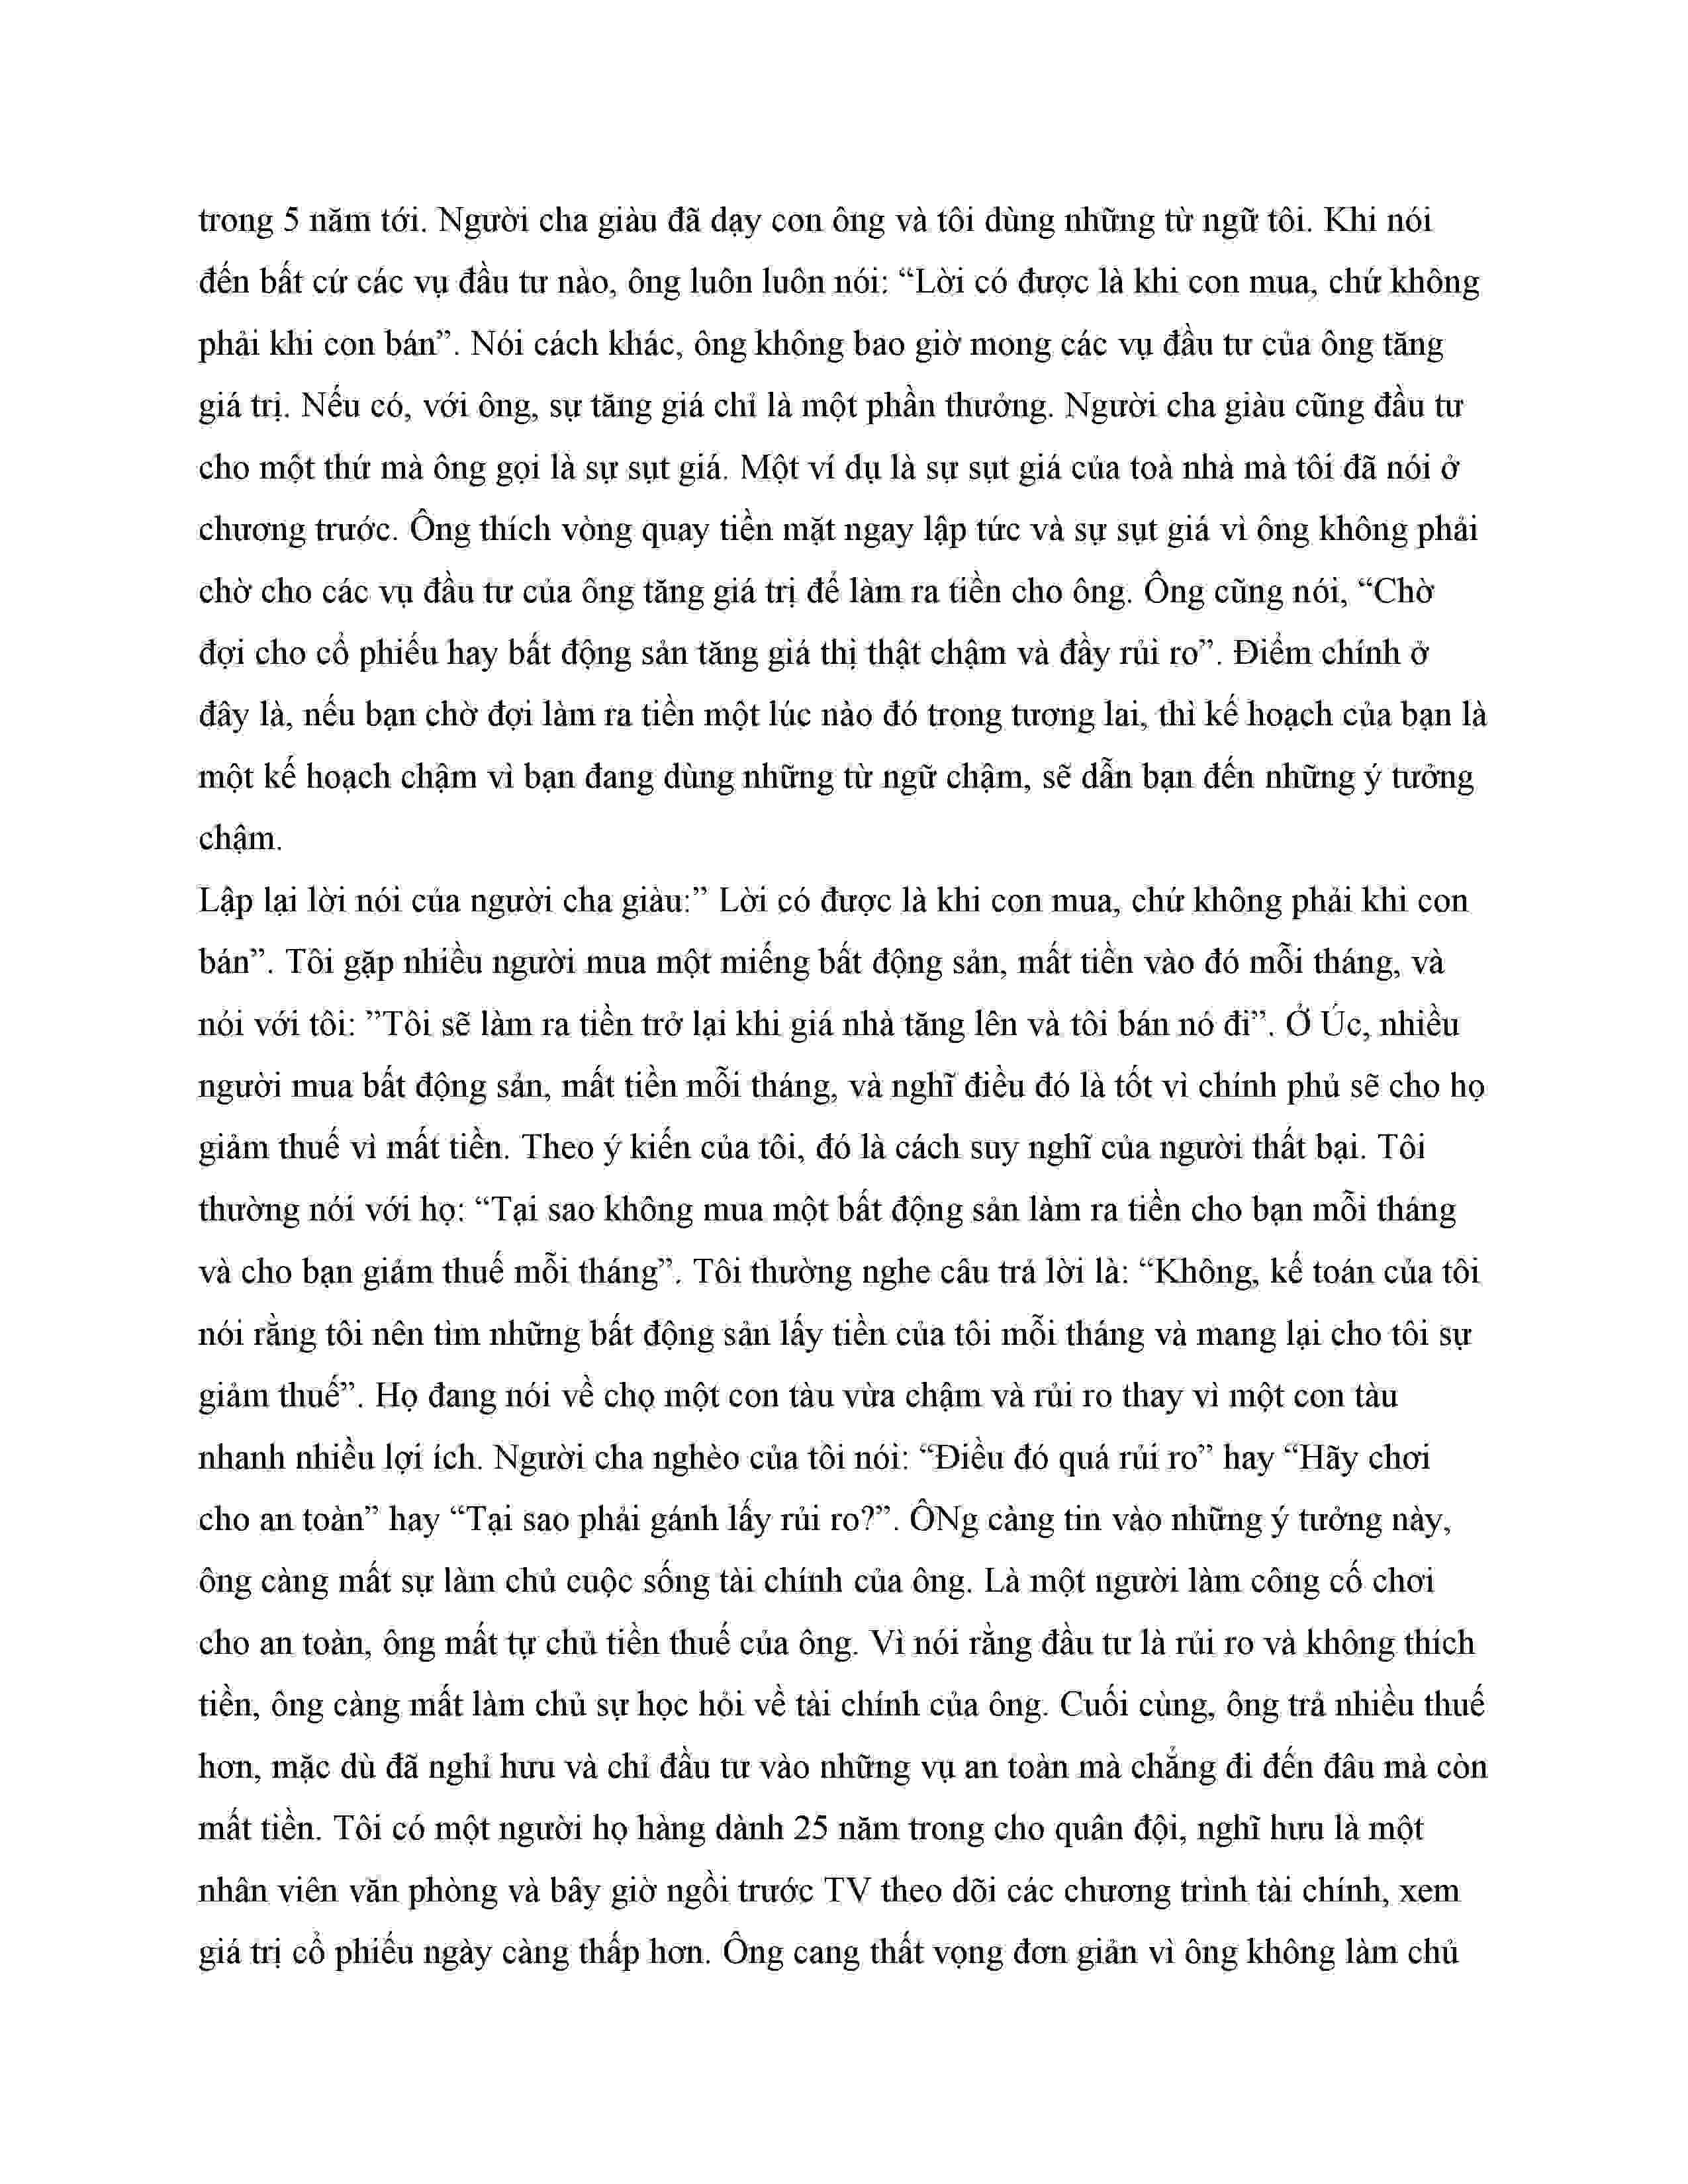 trong 5 năm tới. Người cha giàu đã dạy con ông và tôi dùng những từ ngữ tôi. Khi nói
đến bất cứ các vụ đầu tư nào, ông luôn luôn nói: “Lời có được là khi con mua, chứ không
phải khi con bán”. Nói cách khác, ông không bao giờ mong các vụ đầu tư của ông tăng
giá trị. Nếu có, với ông, sự tăng giá chỉ là một phần thưởng. Người cha giàu cũng đầu tư
cho một thứ mà ông gọi là sự sụt giá. Một ví dụ là sự sụt giá của toà nhà mà tôi đã nói ở
chương trước. Ông thích vòng quay tiền mặt ngay lập tức và sự sụt giá vì ông không phải
chờ cho các vụ đầu tư của ông tăng giá trị để làm ra tiền cho ông. Ông cũng nói, “Chờ
đợi cho cổ phiếu hay bất động sản tăng giá thị thật chậm và đầy rủi ro”. Điểm chính ở
đây là, nếu bạn chờ đợi làm ra tiền một lúc nào đó trong tương lai, thì kế hoạch của bạn là
một kế hoạch chậm vì bạn đang dùng những từ ngữ chậm, sẽ dẫn bạn đến những ý tưởng
chậm.
Lập lại lời nói của người cha giàu:” Lời có được là khi con mua, chứ không phải khi con
bán”. Tôi gặp nhiều người mua một miếng bất động sản, mất tiền vào đó mỗi tháng, và
nói với tôi: ”Tôi sẽ làm ra tiền trở lại khi giá nhà tăng lên và tôi bán nó đi”. Ở Úc, nhiều
người mua bất động sản, mất tiền mỗi tháng, và nghĩ điều đó là tốt vì chính phủ sẽ cho họ
giảm thuế vì mất tiền. Theo ý kiến của tôi, đó là cách suy nghĩ của người thất bại. Tôi
thường nói với họ: “Tại sao không mua một bất động sản làm ra tiền cho bạn mỗi tháng
và cho bạn giảm thuế mỗi tháng”. Tôi thường nghe câu trả lời là: “Không, kế toán của tôi
nói rằng tôi nên tìm những bất động sản lấy tiền của tôi mỗi tháng và mang lại cho tôi sự
giảm thuế”. Họ đang nói về chọ một con tàu vừa chậm và rủi ro thay vì một con tàu
nhanh nhiều lợi ích. Người cha nghèo của tôi nói: “Điều đó quá rủi ro” hay “Hãy chơi
cho an toàn” hay “Tại sao phải gánh lấy rủi ro?”. ÔNg càng tin vào những ý tưởng này,
ông càng mất sự làm chủ cuộc sống tài chính của ông. Là một người làm công cố chơi
cho an toàn, ông mất tự chủ tiền thuế của ông. Vì nói rằng đầu tư là rủi ro và không thích
tiền, ông càng mất làm chủ sự học hỏi về tài chính của ông. Cuối cùng, ông trả nhiều thuế
hơn, mặc dù đã nghỉ hưu và chỉ đầu tư vào những vụ an toàn mà chẳng đi đến đâu mà còn
mất tiền. Tôi có một người họ hàng dành 25 năm trong cho quân đội, nghĩ hưu là một
nhân viên văn phòng và bây giờ ngồi trước TV theo dõi các chương trình tài chính, xem
giá trị cổ phiếu ngày càng thấp hơn. Ông cang thất vọng đơn giản vì ông không làm chủ